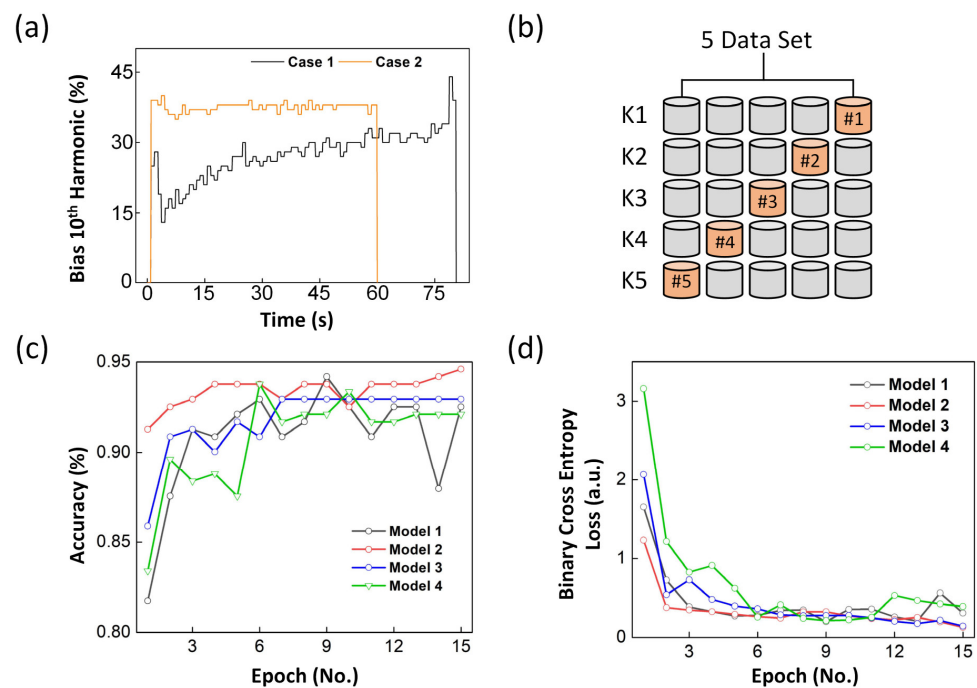 (a)
Bias 10th Harmonic (%)
45
30
15
0
Case 1
Case 2
0
15
30
45
60
75
Time (s)
(b)
5 Data Set
K1
#1
K2
#2
K3
#3
K4
#4
K5
#5
(c)
Accuracy (%)
0.95
0.90
0.85
0.80
Model 1
Model 2
Model 3
Model 4
3
6
9
12
15
Epoch (No.)
(d)
Binary Cross Entropy
Loss (a.u.)
3
2
1
0
Model 1
Model 2
Model 3
Model 4
3
6
9
12
15
Epoch (No.)